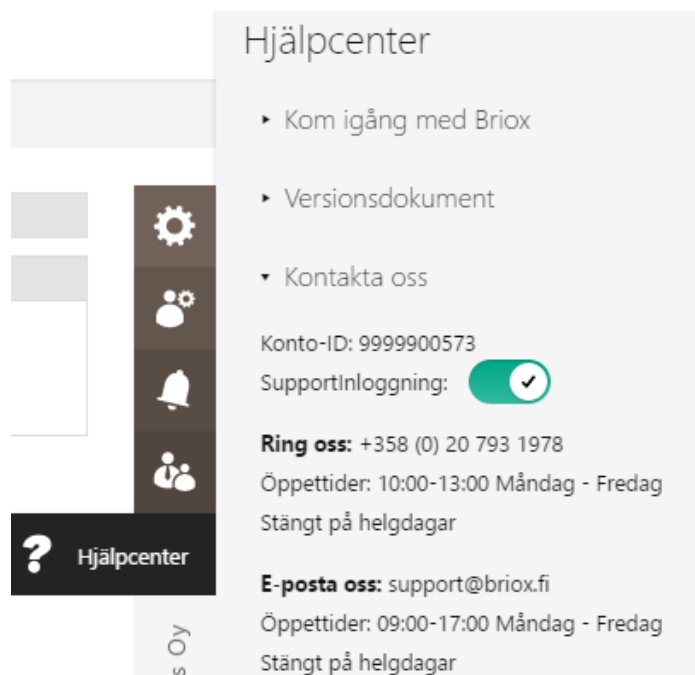 Hjälpcenter
Kom igång med Briox
Versionsdokument
Kontakta oss
Konto-ID: 9999900573
SupportInloggning:
Ring oss: +358 (0) 20 793 1978
Öppettider: 10:00-13:00 Måndag - Fredag
Stängt på helgdagar
? Hjälpcenter
E-posta oss: support@briox.fi
Öppettider: 09:00-17:00 Måndag - Fredag
Stängt på helgdagar
s Oy